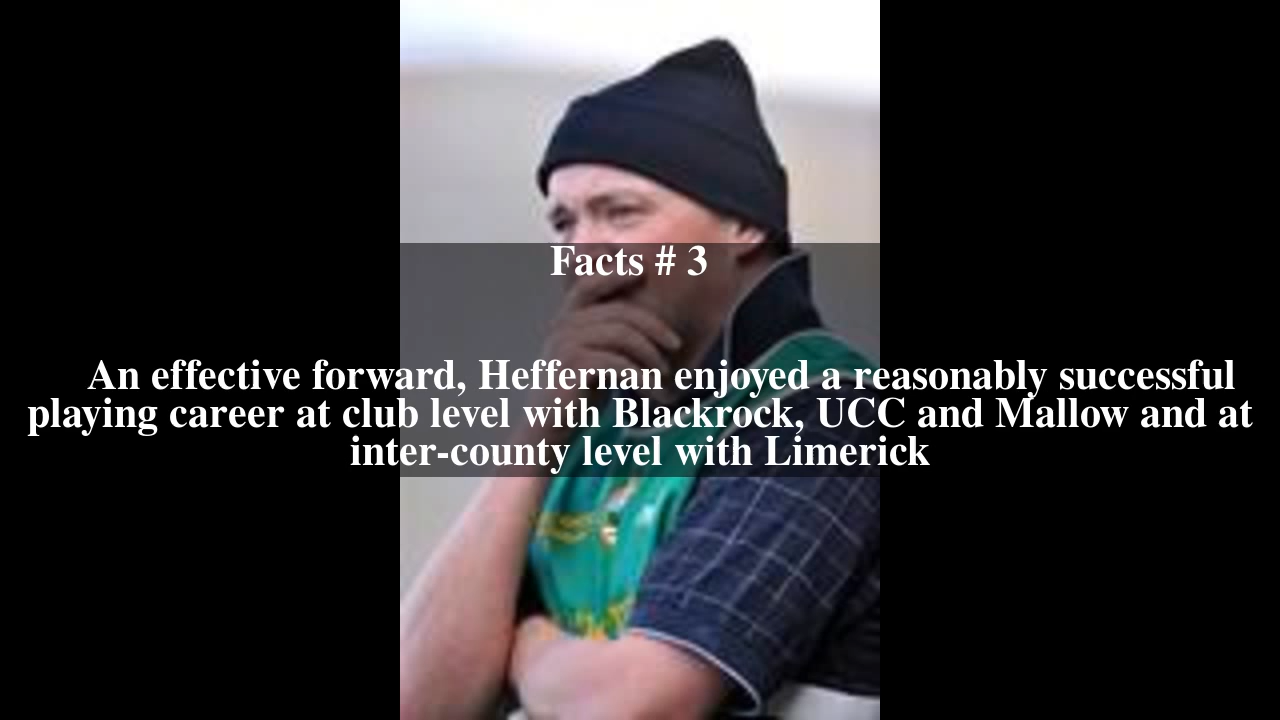 Facts # 3
An effective forward, Heffernan enjoyed a reasonably successful
playing career at club level with Blackrock, UCC and Mallow and at
inter-county level with Limerick